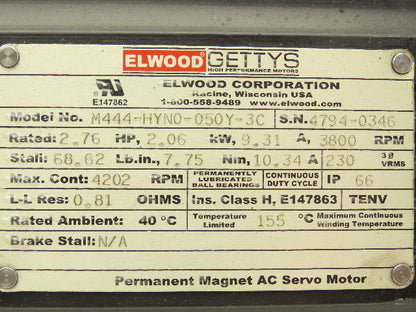 ELWOOD GETTYS
HIGH PERFORMANCE MOTORS
ELWOOD CORPORATION
Racine, Wisconsin USA
E147862 1-800-558-9489 www.elwood.com
Model No. M444-HYN0-050Y-3C S.N. 4794-0346
Rated: 2.76 HP, 2.06 kW, 9.31 A, 3800 RPM
Stall: 68.62 Lb.in., 7.75 Nm, 10.34 A 230 3Ø VRMS
Max. Cont: 4202 RPM PERMANENTLY LUBRICATED BALL BEARINGS CONTINUOUS DUTY CYCLE IP 66
L-L Res: 0.81 OHMS Ins. Class H, E147863 TENV
Rated Ambient: 40 °C Temperature Limited 155 °C Maximum Continuous Winding Temperature
Brake Stall: N/A
Permanent Magnet AC Servo Motor